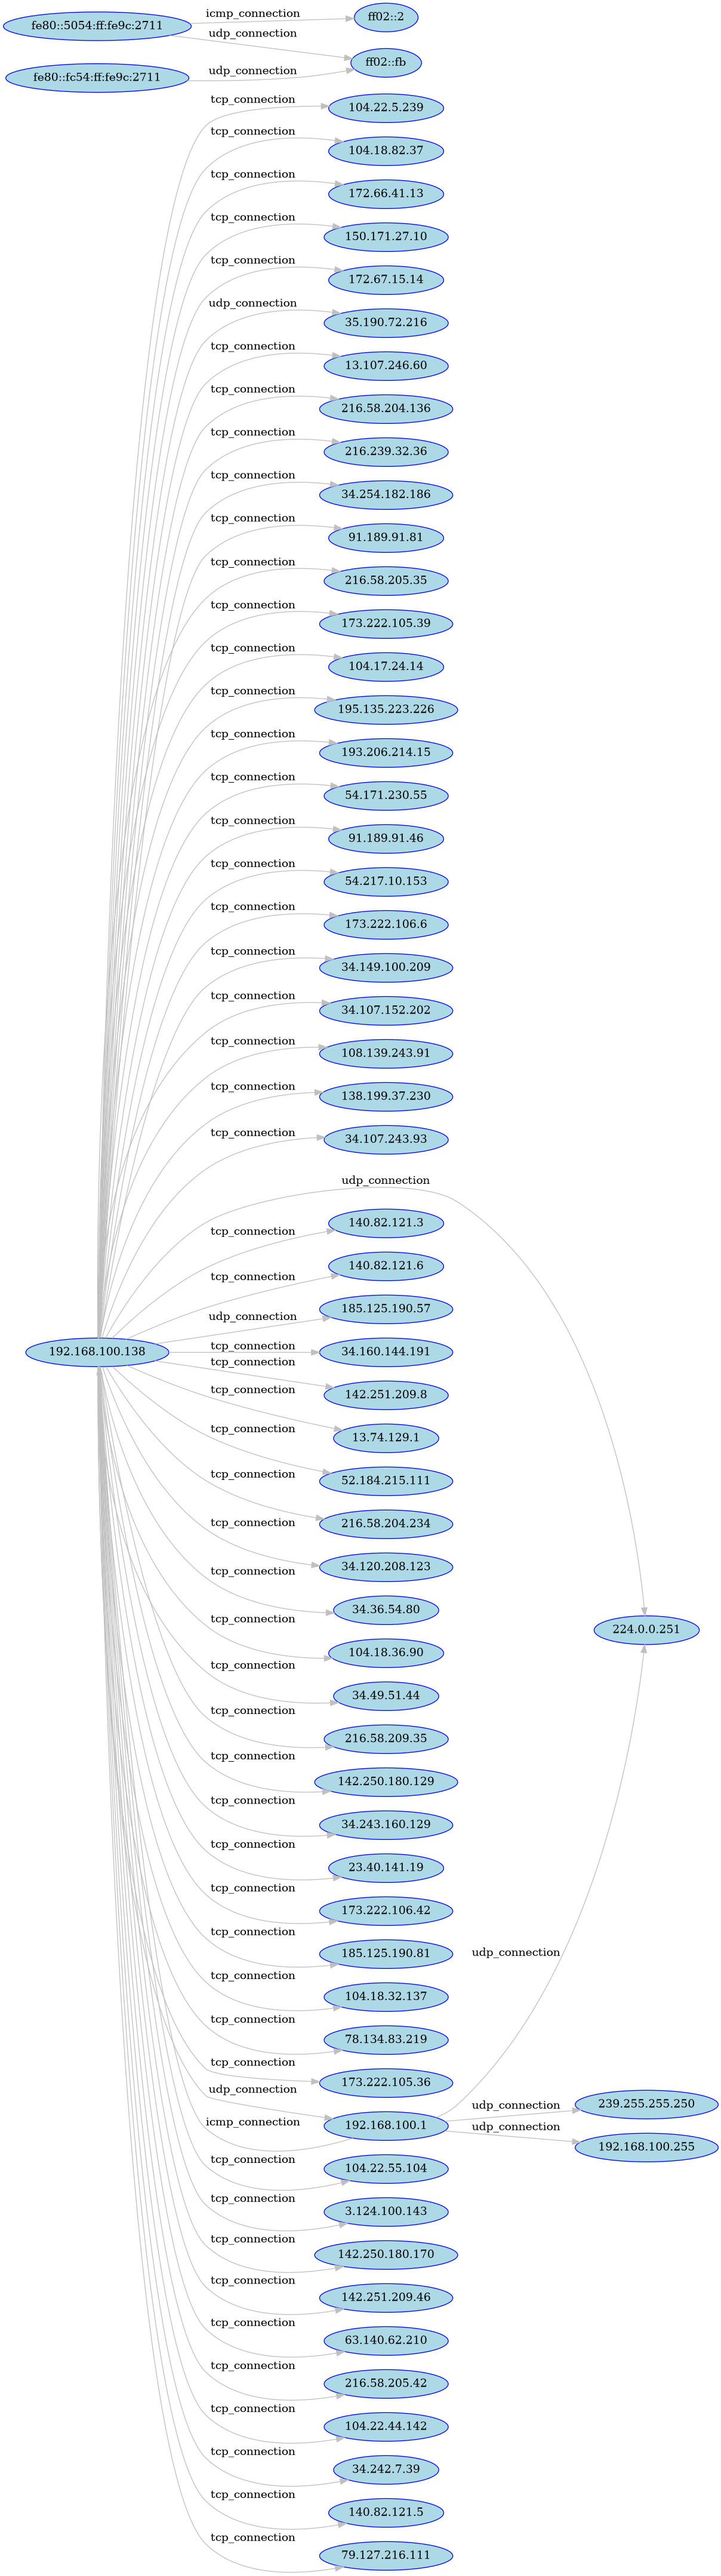 fe80::5054:ff:fe9c:2711
icmp_connection
ff02::2
udp_connection
ff02::fb
fe80::fc54:ff:fe9c:2711
udp_connection
tcp_connection
104.22.5.239
tcp_connection
104.18.82.37
tcp_connection
172.66.41.13
tcp_connection
150.171.27.10
tcp_connection
172.67.15.14
udp_connection
35.190.72.216
tcp_connection
13.107.246.60
tcp_connection
216.58.204.136
tcp_connection
216.239.32.36
tcp_connection
34.254.182.186
tcp_connection
91.189.91.81
tcp_connection
216.58.205.35
tcp_connection
173.222.105.39
tcp_connection
104.17.24.14
tcp_connection
195.135.223.226
tcp_connection
193.206.214.15
tcp_connection
54.171.230.55
tcp_connection
91.189.91.46
tcp_connection
54.217.10.153
tcp_connection
173.222.106.6
tcp_connection
34.149.100.209
tcp_connection
34.107.152.202
tcp_connection
108.139.243.91
tcp_connection
138.199.37.230
tcp_connection
34.107.243.93
udp_connection
140.82.121.3
tcp_connection
140.82.121.6
tcp_connection
185.125.190.57
udp_connection
192.168.100.138
tcp_connection
34.160.144.191
tcp_connection
142.251.209.8
tcp_connection
13.74.129.1
tcp_connection
52.184.215.111
tcp_connection
216.58.204.234
tcp_connection
34.120.208.123
tcp_connection
34.36.54.80
tcp_connection
224.0.0.251
104.18.36.90
tcp_connection
34.49.51.44
tcp_connection
216.58.209.35
tcp_connection
142.250.180.129
tcp_connection
34.243.160.129
tcp_connection
23.40.141.19
tcp_connection
173.222.106.42
tcp_connection
185.125.190.81
udp_connection
tcp_connection
104.18.32.137
tcp_connection
78.134.83.219
tcp_connection
173.222.105.36
udp_connection
192.168.100.1
icmp_connection
udp_connection
239.255.255.250
udp_connection
192.168.100.255
tcp_connection
104.22.55.104
tcp_connection
3.124.100.143
tcp_connection
142.250.180.170
tcp_connection
142.251.209.46
tcp_connection
63.140.62.210
tcp_connection
216.58.205.42
tcp_connection
104.22.44.142
tcp_connection
34.242.7.39
tcp_connection
140.82.121.5
tcp_connection
79.127.216.111